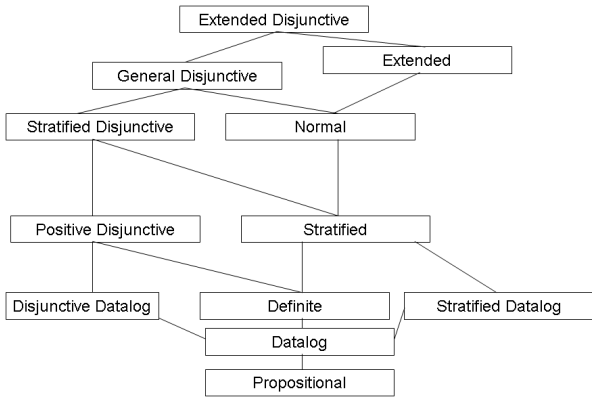 Extended Disjunctive
Extended
General Disjunctive
Stratified Disjunctive
Normal
Positive Disjunctive
Stratified
Disjunctive Datalog
Definite
Stratified Datalog
Datalog
Propositional